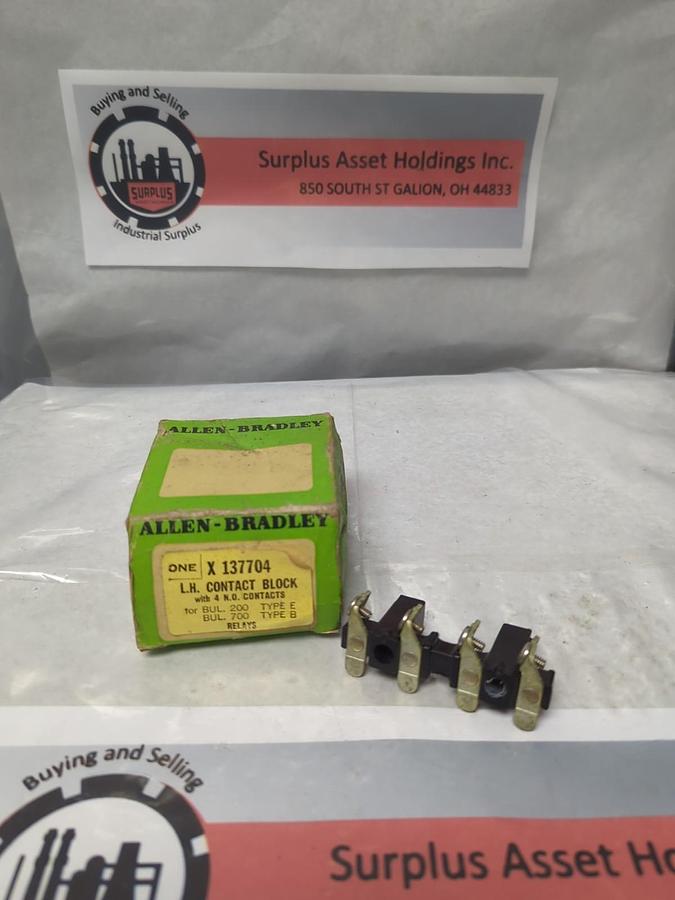 Buying and Selling
SURPLUS
Industrial Surplus
Surplus Asset Holdings Inc.
850 SOUTH ST GALION, OH 44833
ALLEN-BRADLEY
ALLEN-BRADLEY
ONE X 137704
L.H. CONTACT BLOCK
with 4 N.O. CONTACTS
for BUL. 200 TYPE E
BUL. 700 TYPE B
RELAYS
Buying and Selling
Surplus Asset Ho